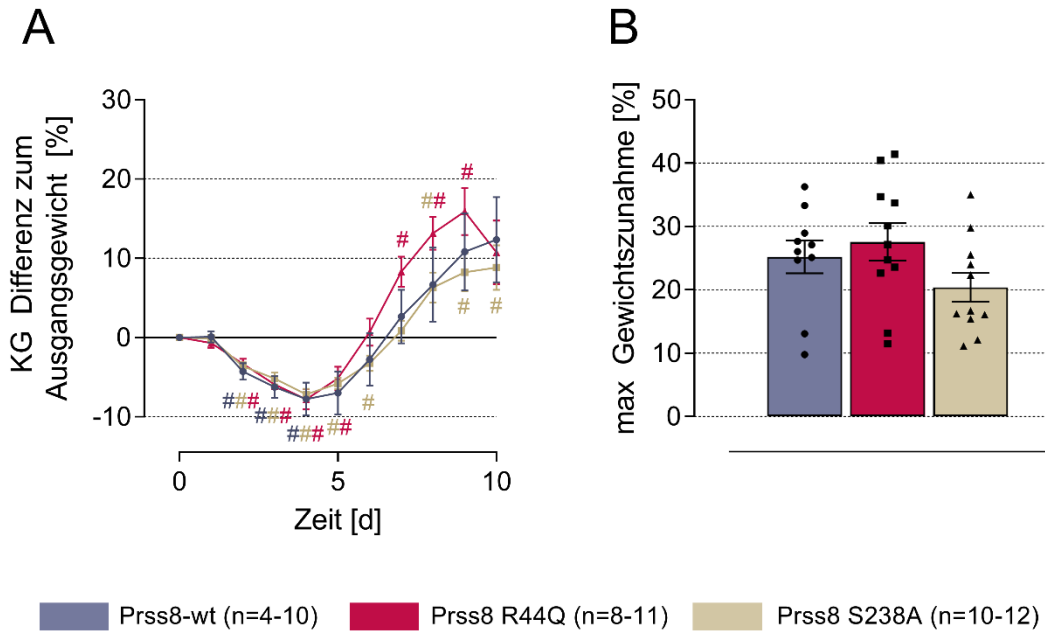 A
KG Differenz zum
Ausgangsgewicht [%]
30
20
10
0
-10
#
#
##
#
#
###
###
###
##
#
#
0
5
10
Zeit [d]
B
max Gewichtszunahme [%]
50
40
30
20
10
0
Prss8-wt (n=4-10)
Prss8 R44Q (n=8-11)
Prss8 S238A (n=10-12)